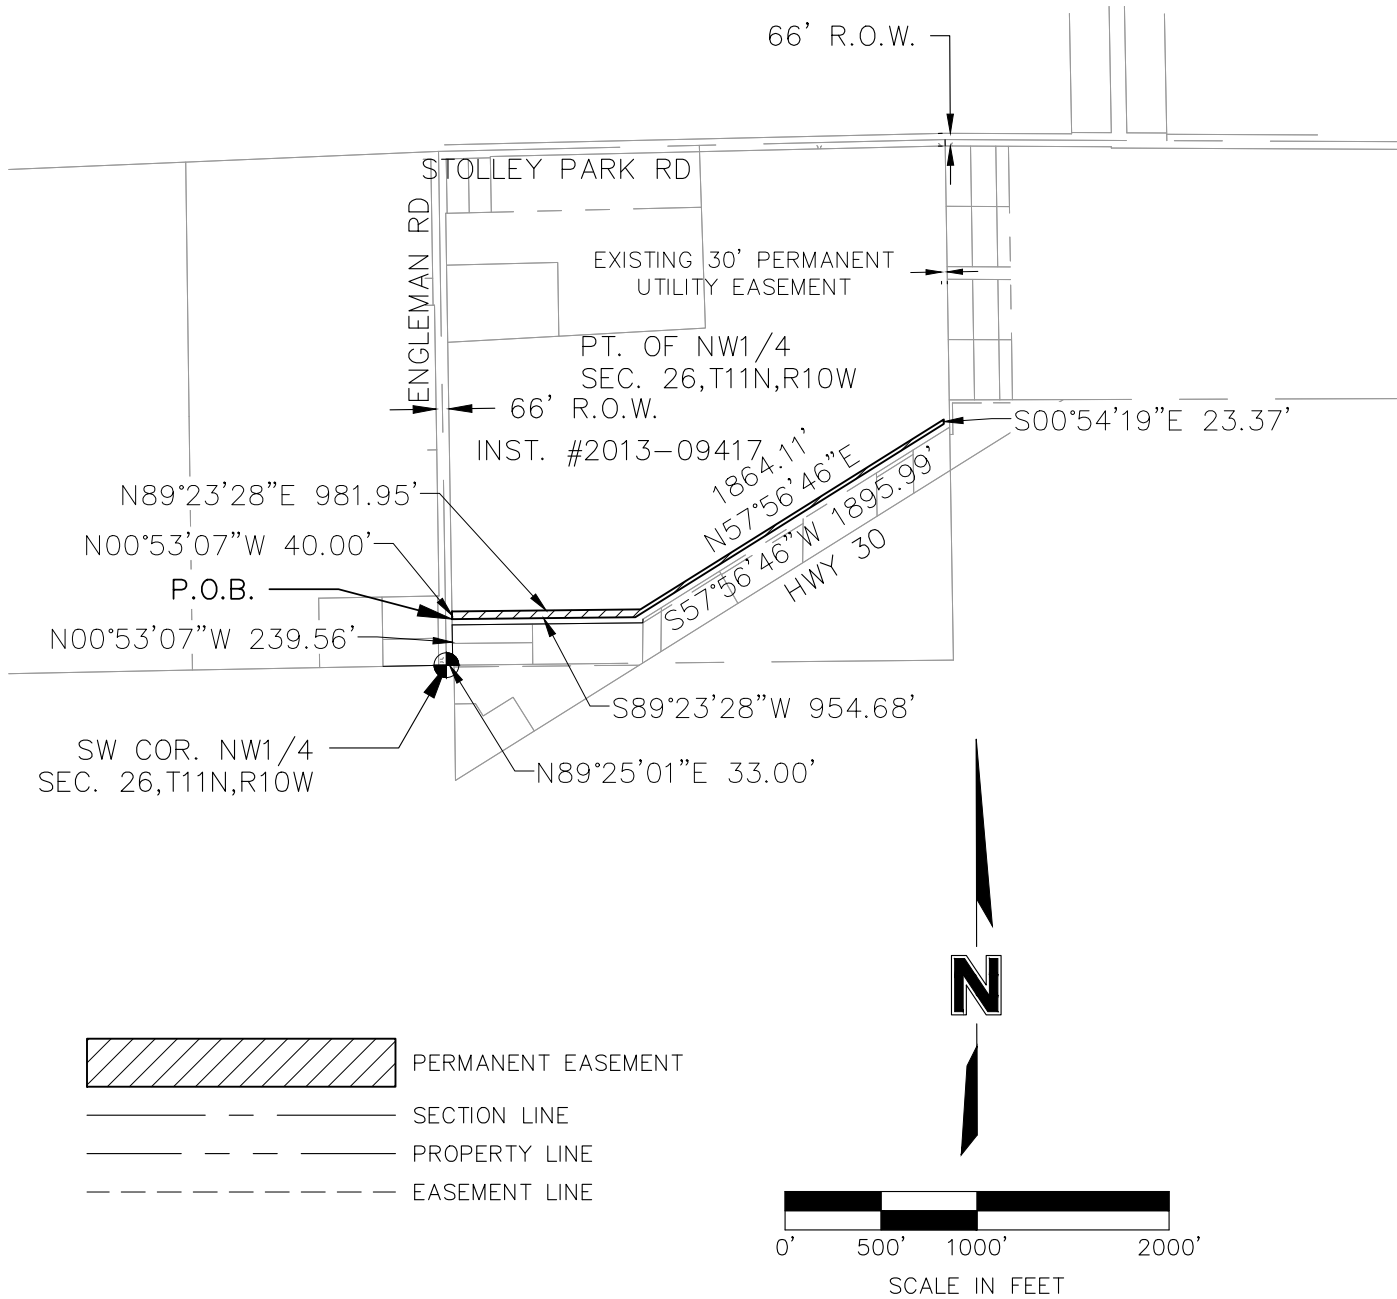 66' R.O.W.
STOLLEY PARK RD
ENGLEMAN RD
EXISTING 30' PERMANENT
UTILITY EASEMENT
PT. OF NW1/4
SEC. 26,T11N,R10W
66' R.O.W.
INST. #2013-09417
S00°54'19"E 23.37'
1864.11'
N57°56'46"E
S57°56'46"W 1895.99'
HWY 30
N89°23'28"E 981.95'
N00°53'07"W 40.00'
P.O.B.
N00°53'07"W 239.56'
S89°23'28"W 954.68'
SW COR. NW1/4
SEC. 26,T11N,R10W
N89°25'01"E 33.00'
N
PERMANENT EASEMENT
SECTION LINE
PROPERTY LINE
EASEMENT LINE
0' 500' 1000' 2000'
SCALE IN FEET